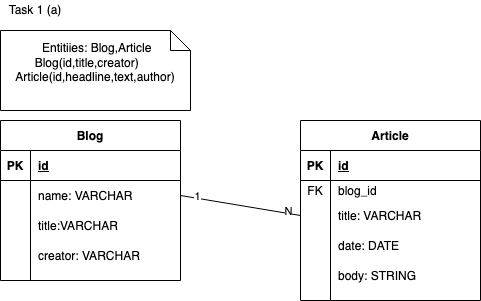 Task 1 (a)
Entitiies: Blog,Article
Blog(id,title,creator)
Article(id,headline,text,author)
Blog
PK id
name: VARCHAR
title:VARCHAR
creator: VARCHAR
1
N
Article
PK id
FK blog_id
title: VARCHAR
date: DATE
body: STRING